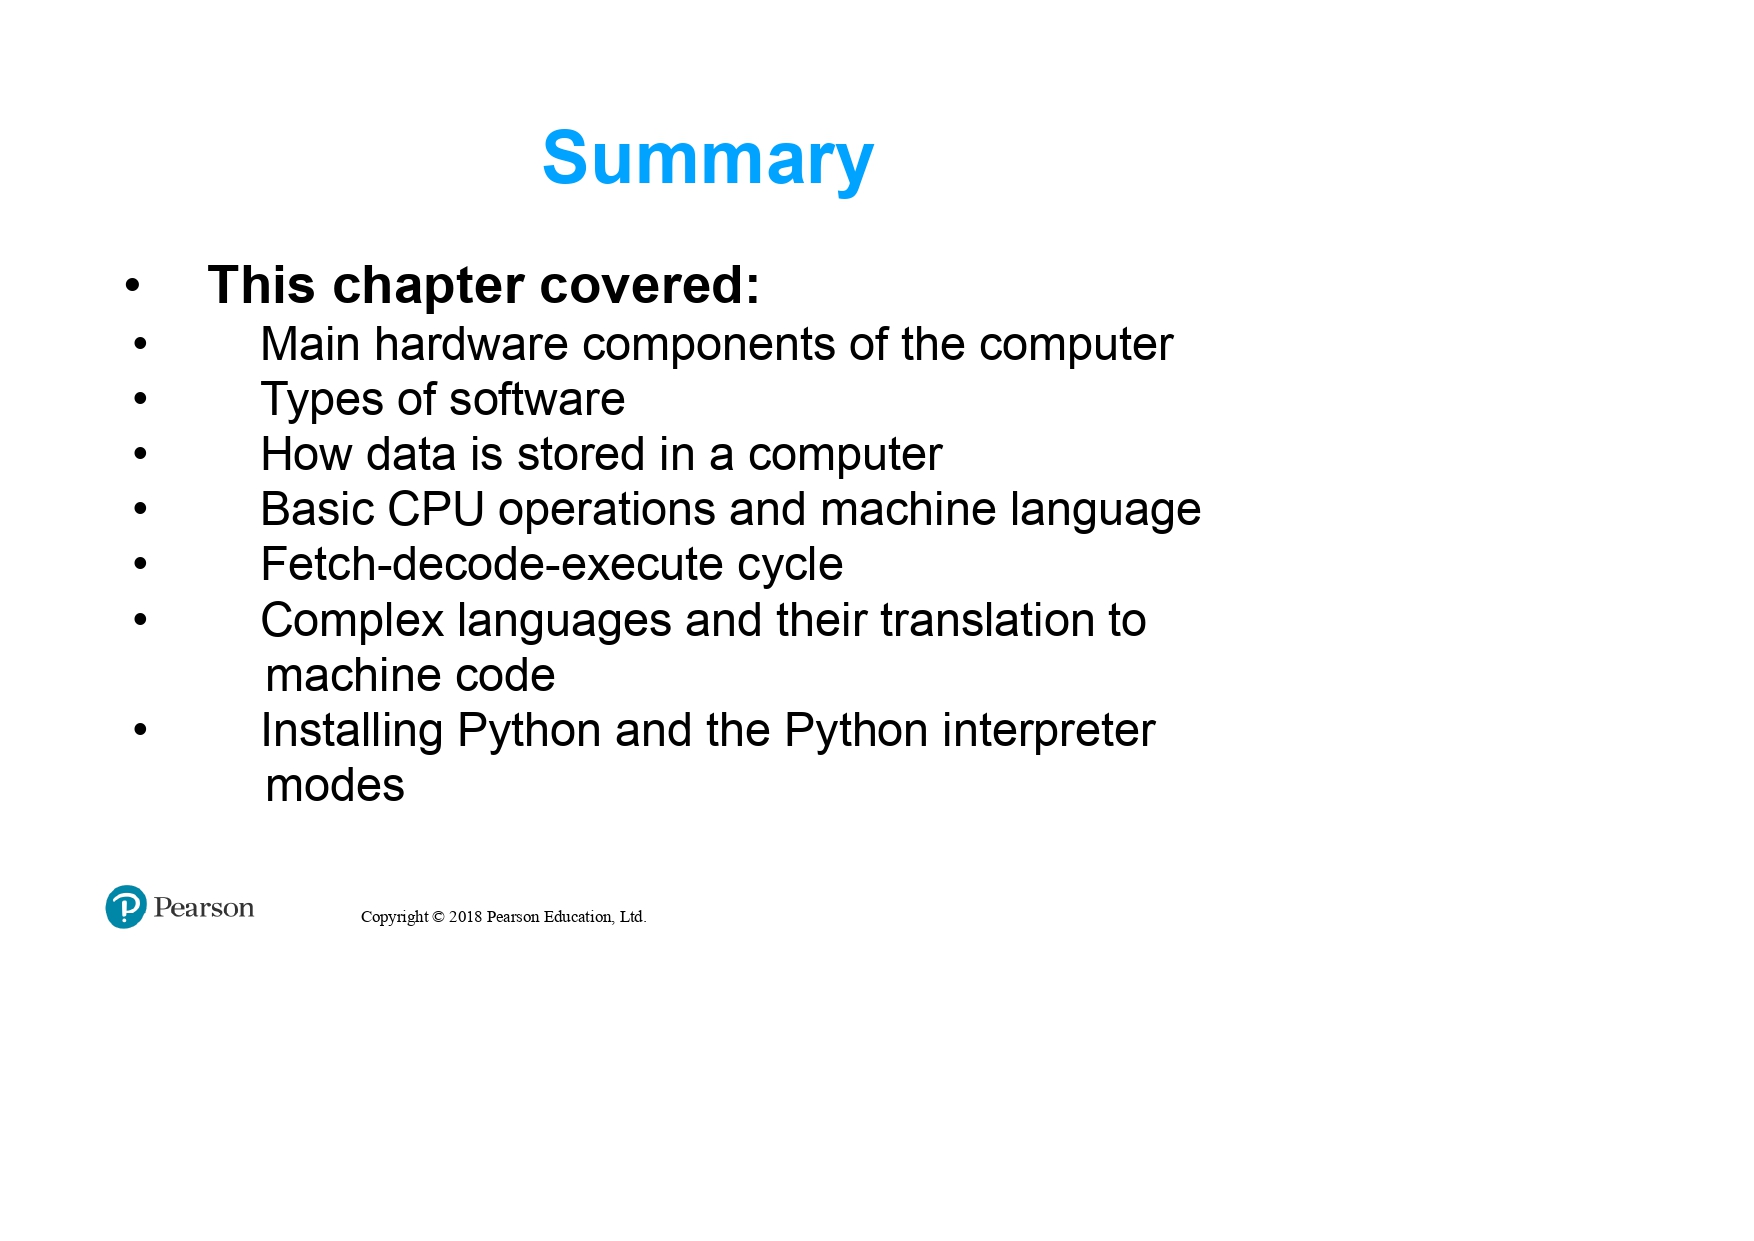 Summary
• This chapter covered:
• Main hardware components of the computer
• Types of software
• How data is stored in a computer
• Basic CPU operations and machine language
• Fetch-decode-execute cycle
• Complex languages and their translation to
machine code
• Installing Python and the Python interpreter
modes
Pearson
Copyright © 2018 Pearson Education, Ltd.